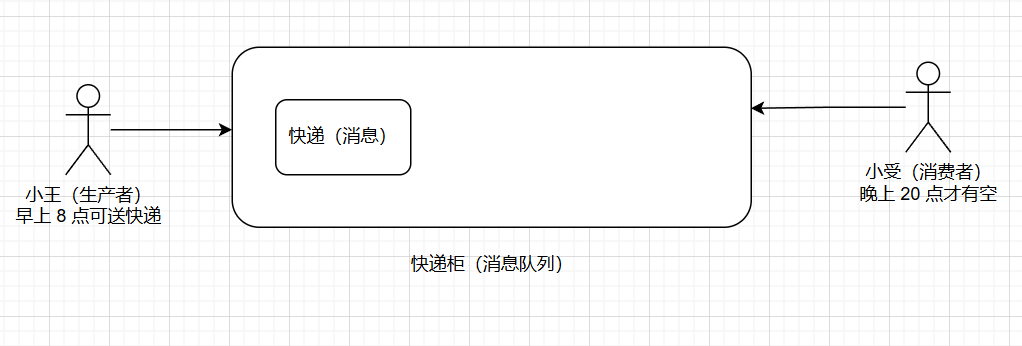 快递（消息）
小王（生产者）
早上 8 点可送快递
小受（消费者）
晚上 20 点才有空
快递柜（消息队列）